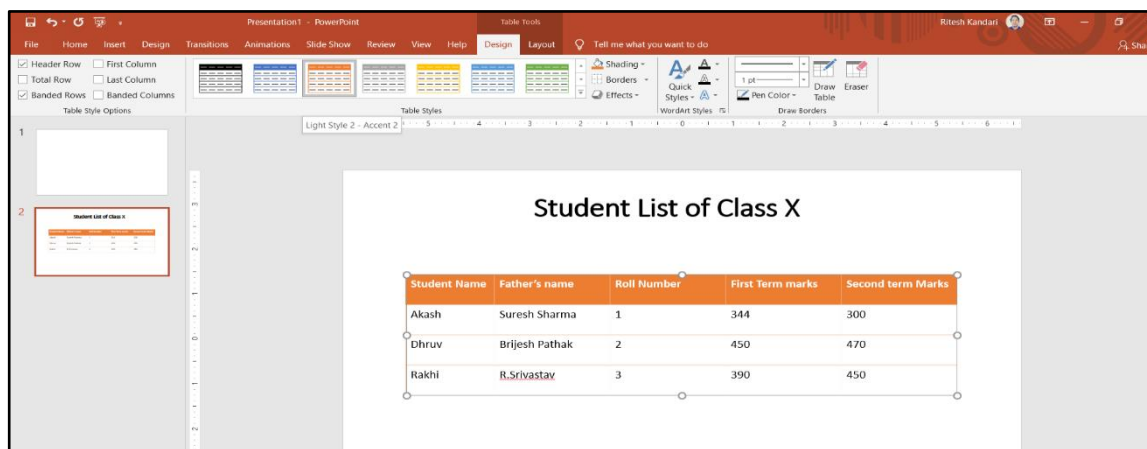 Presentation1 - PowerPoint
Table Tools
Ritesh Kandari
File Home Insert Design Transitions Animations Slide Show Review View Help Design Layout Tell me what you want to do
Header Row First Column
Total Row Last Column
Banded Rows Banded Columns
Table Style Options
Table Styles
Shading
Borders
Effects
Quick
Styles
WordArt Styles
1 pt
Pen Color
Draw
Table
Eraser
Draw Borders
Light Style 2 - Accent 2
1
2
Student List of Class X
Student Name Father's name Roll Number First Term marks Second term Marks
Akash Suresh Sharma 1 344 300
Dhruv Brijesh Pathak 2 450 470
Rakhi R.Srivastav 3 390 450